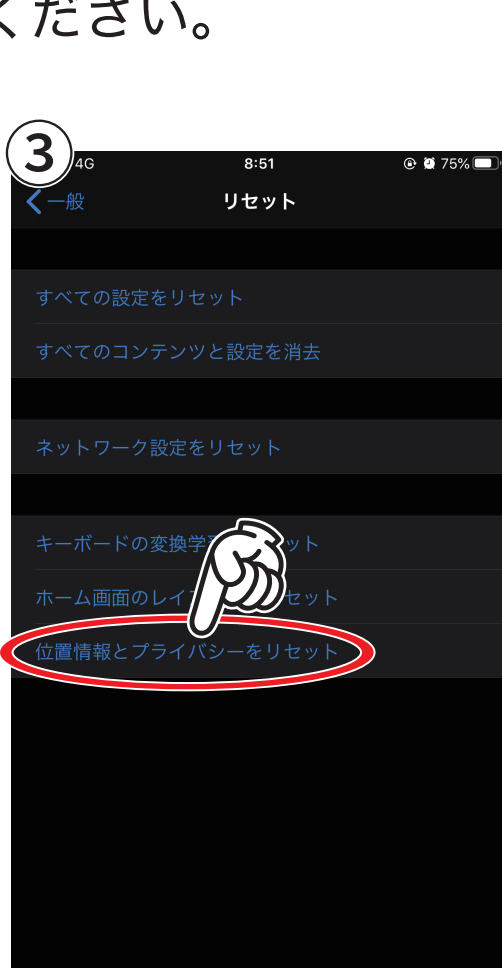 ください。
③
4G 8:51 75%
一般 リセット
すべての設定をリセット
すべてのコンテンツと設定を消去
ネットワーク設定をリセット
キーボードの変換学 ット
ホーム画面のレイ セット
位置情報とプライバシーをリセット